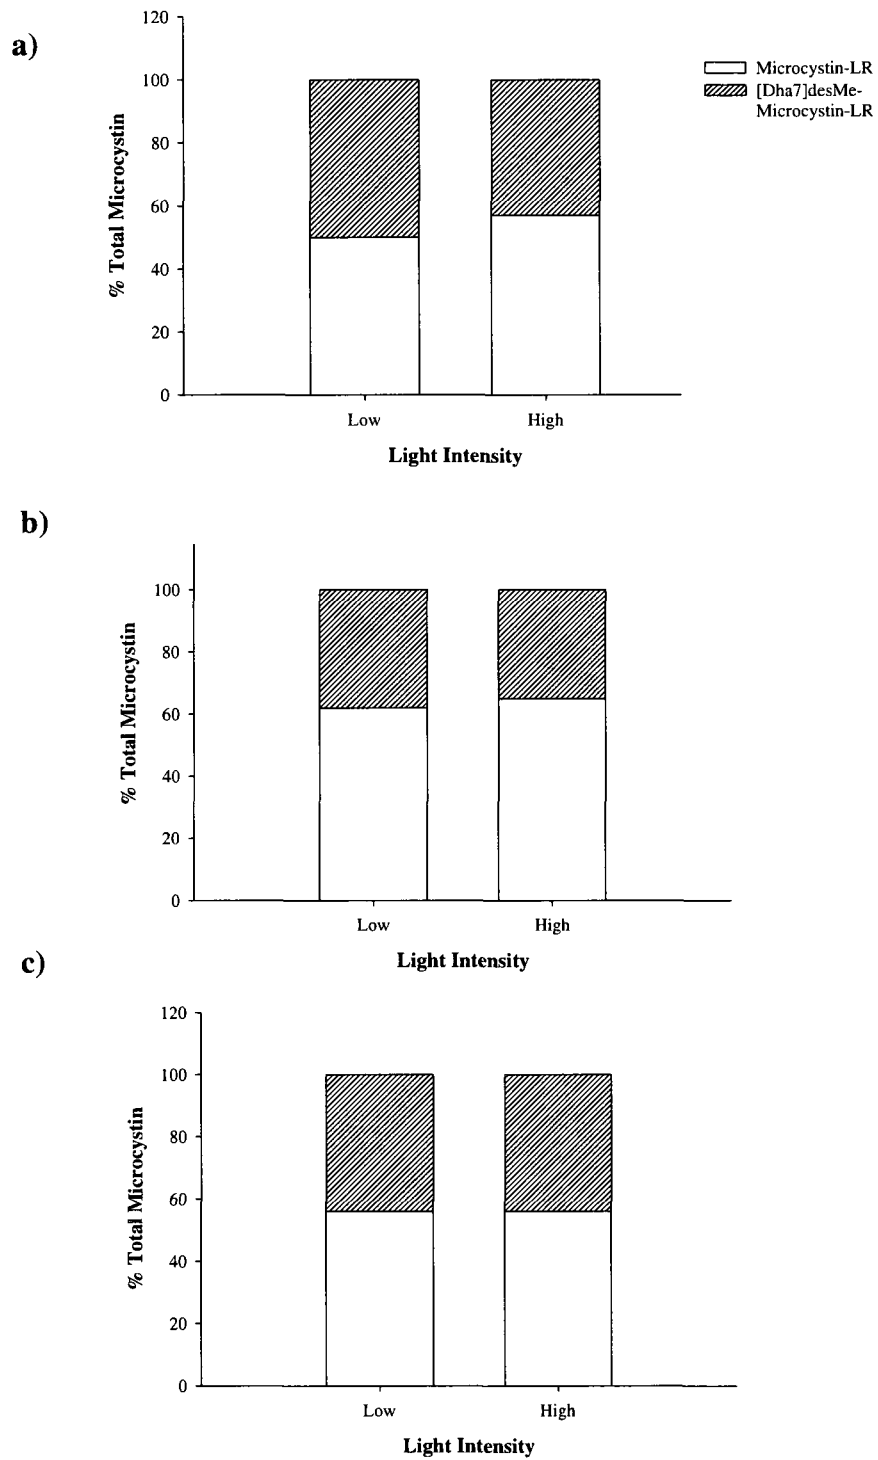 a)
120
100
80
60
40
20
0
% Total Microcystin
Low High
Light Intensity
Microcystin-LR
[Dha7]desMe-
Microcystin-LR
b)
100
80
60
40
20
0
% Total Microcystin
Low High
Light Intensity
c)
120
100
80
60
40
20
0
% Total Microcystin
Low High
Light Intensity